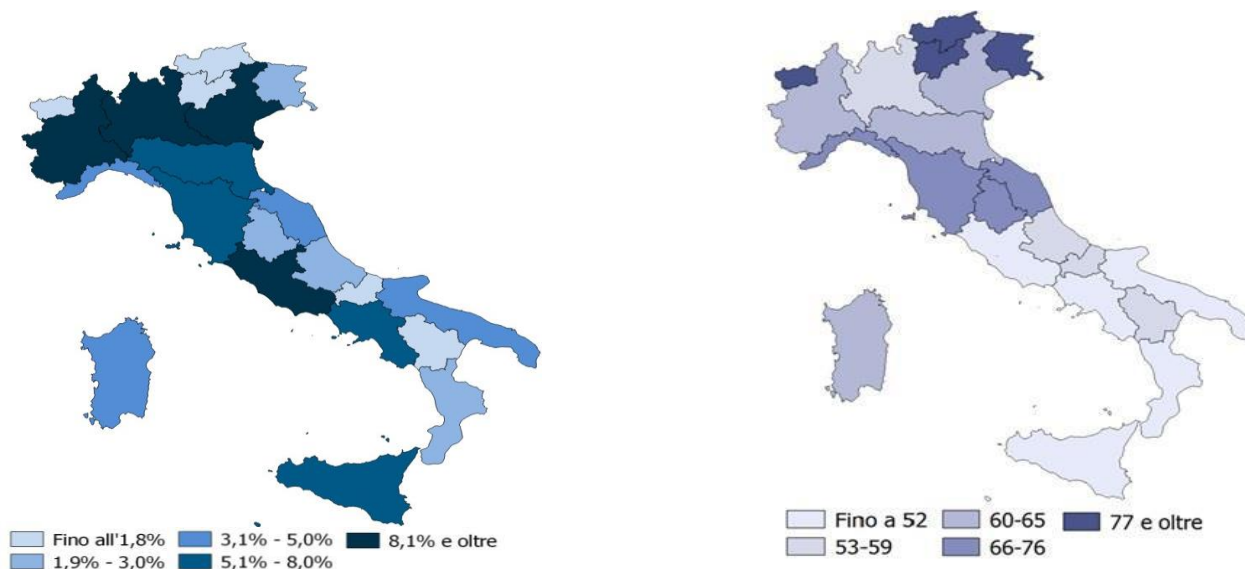 Fino all'1,8%
3,1% - 5,0%
8,1% e oltre
1,9% - 3,0%
5,1% - 8,0%
Fino a 52
60-65
77 e oltre
53-59
66-76